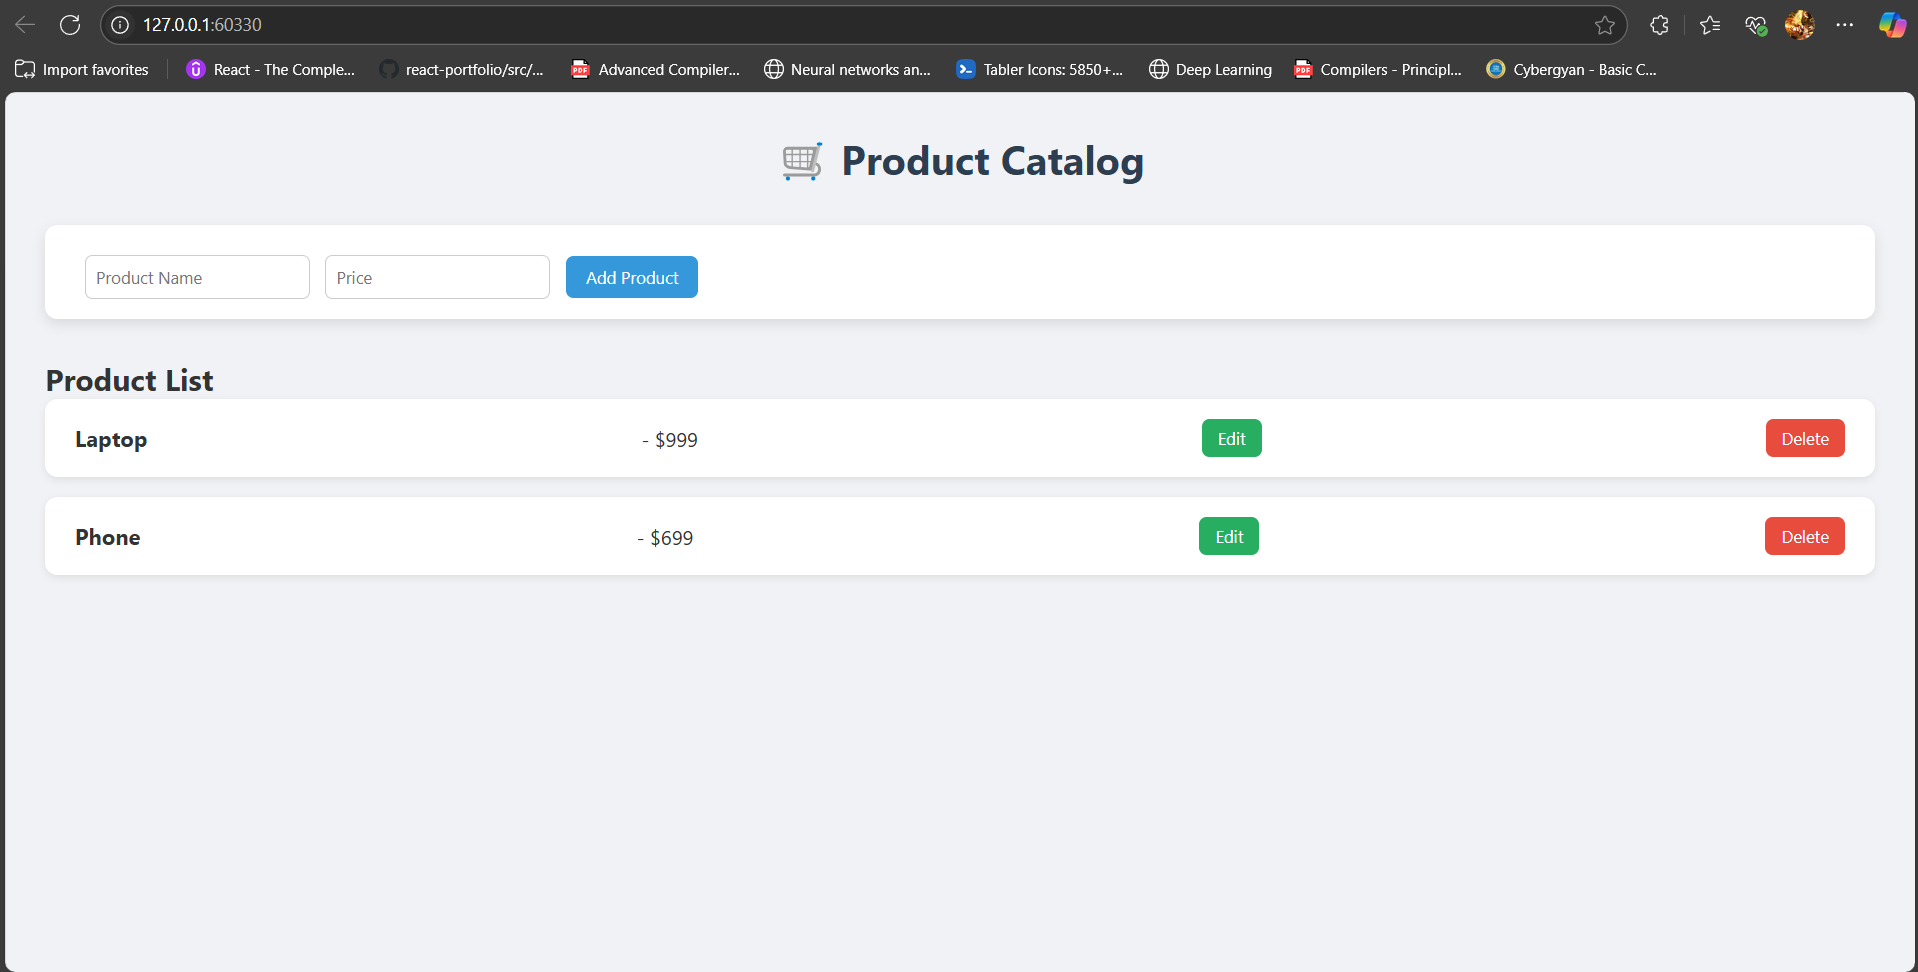 127.0.0.1:60330
Import favorites React - The Comple... react-portfolio/src/... Advanced Compiler... Neural networks an... Tabler Icons: 5850+... Deep Learning Compilers - Principl... Cybergyan - Basic C...
Product Catalog
Product Name Price Add Product
Product List
Laptop - $999 Edit Delete
Phone - $699 Edit Delete